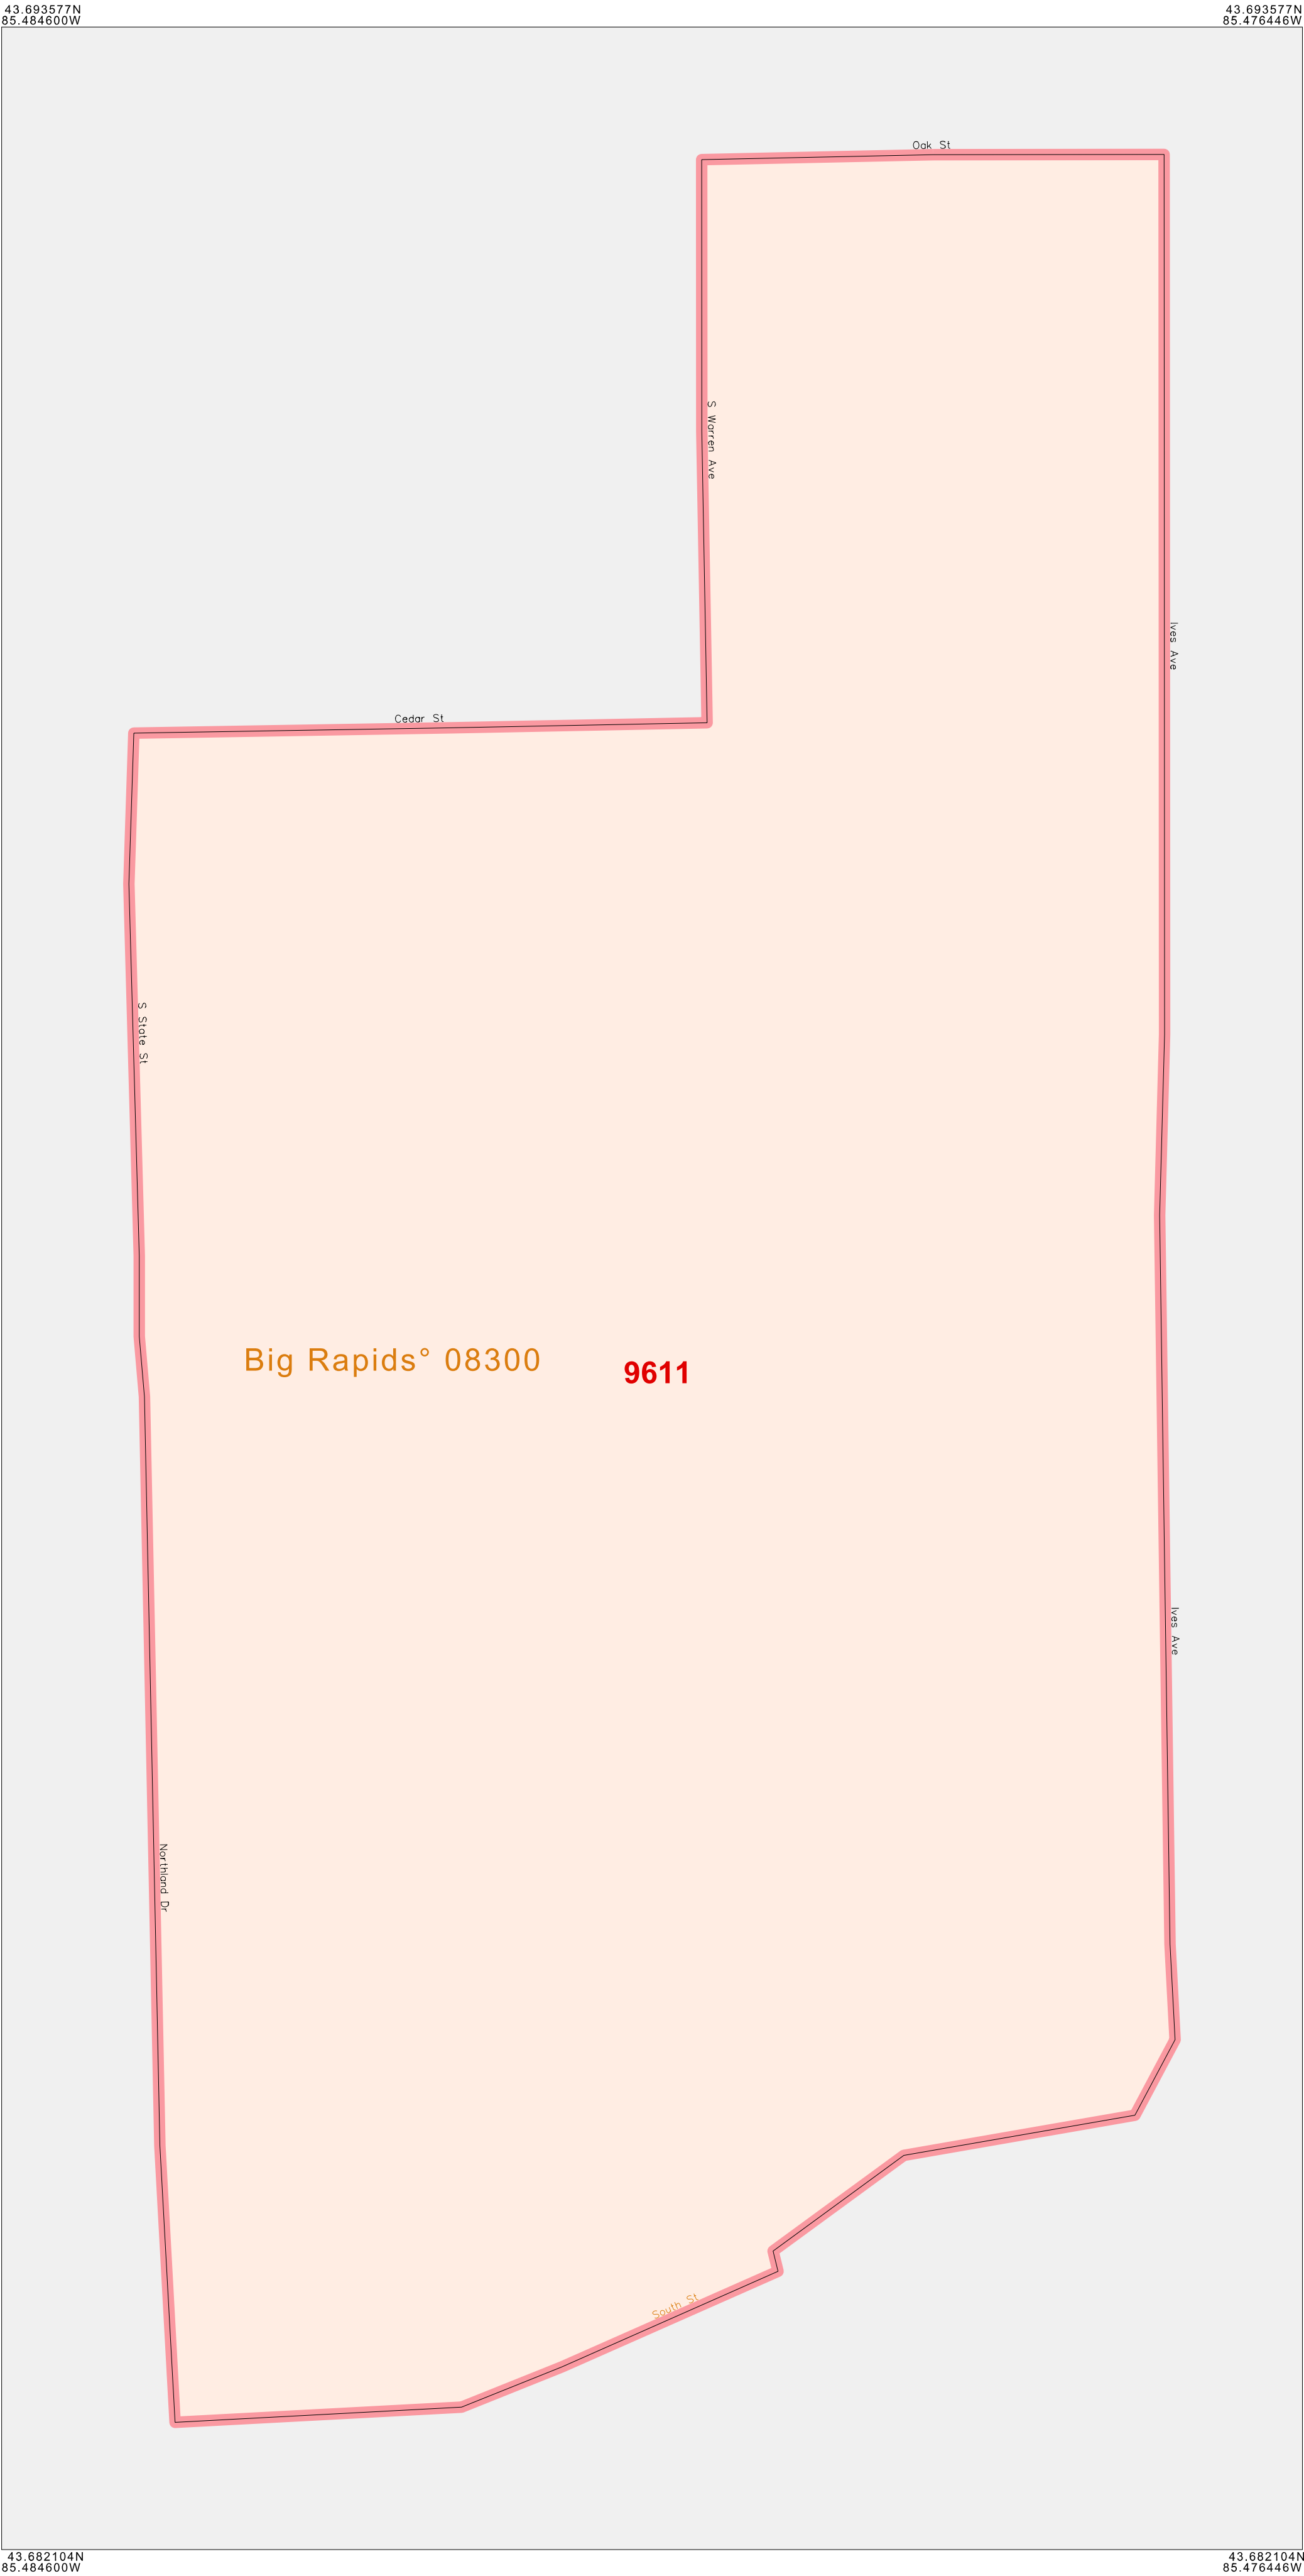 43.693577N
85.484600W
43.693577N
85.476446W
Oak St
S Warren Ave
Ives Ave
Cedar St
S State St
Big Rapids° 08300
9611
Ives Ave
Northland Dr
South St
43.682104N
85.484600W
43.682104N
85.476446W